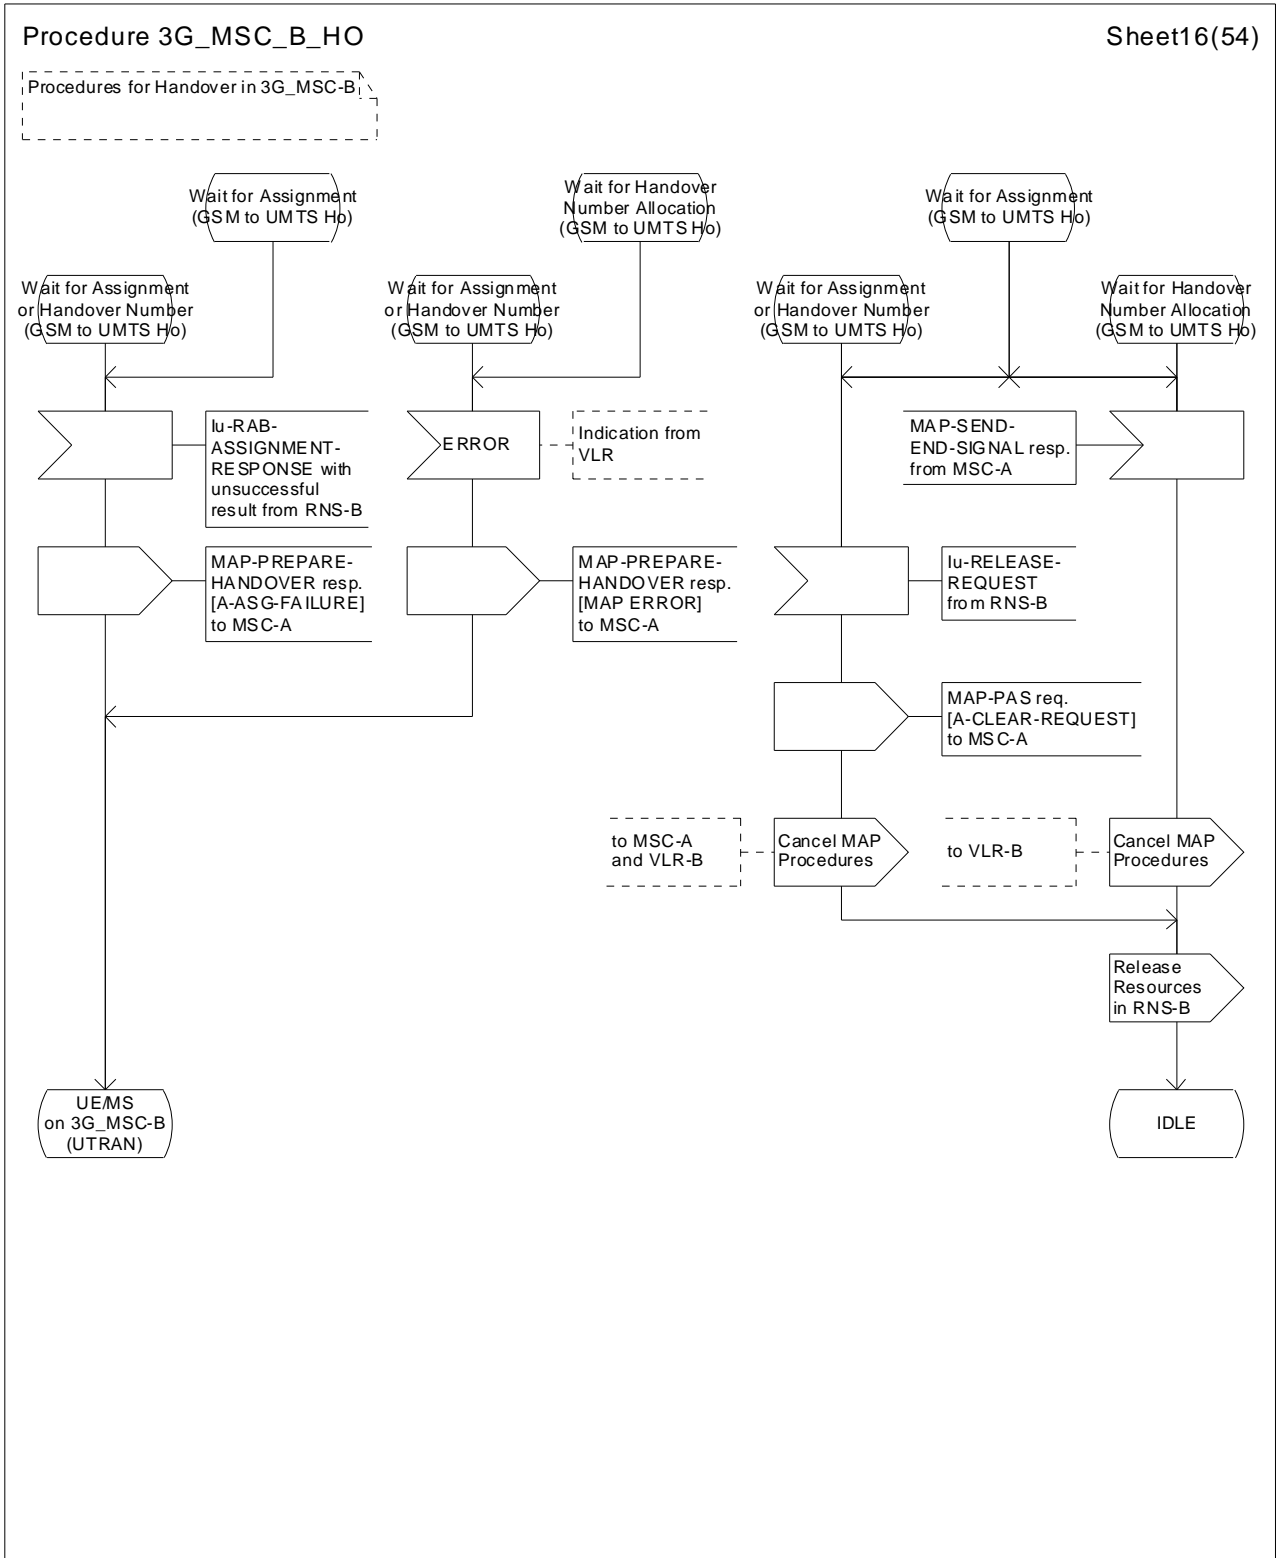 Procedure 3G_MSC_B_HO
Sheet16(54)
Procedures for Handover in 3G_MSC-B
Wait for Assignment
(GSM to UMTS Ho)
Wait for Handover
Number Allocation
(GSM to UMTS Ho)
Wait for Assignment
(GSM to UMTS Ho)
Wait for Assignment
or Handover Number
(GSM to UMTS Ho)
Wait for Assignment
or Handover Number
(GSM to UMTS Ho)
Wait for Assignment
or Handover Number
(GSM to UMTS Ho)
Wait for Handover
Number Allocation
(GSM to UMTS Ho)
Iu-RAB-
ASSIGNMENT-
RESPONSE with
unsuccessful
result from RNS-B
ERROR
Indication from
VLR
MAP-SEND-
END-SIGNAL resp.
from MSC-A
MAP-PREPARE-
HANDOVER resp.
[A-ASG-FAILURE]
to MSC-A
MAP-PREPARE-
HANDOVER resp.
[MAP ERROR]
to MSC-A
Iu-RELEASE-
REQUEST
from RNS-B
MAP-PAS req.
[A-CLEAR-REQUEST]
to MSC-A
to MSC-A
and VLR-B
Cancel MAP
Procedures
to VLR-B
Cancel MAP
Procedures
Release
Resources
in RNS-B
UE/MS
on 3G_MSC-B
(UTRAN)
IDLE